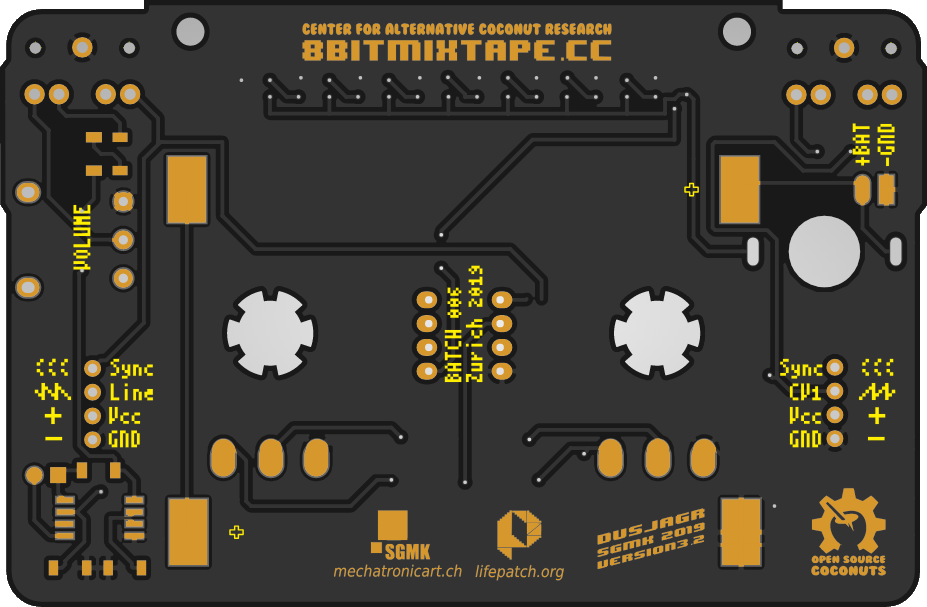 CENTER FOR ALTERNATIVE COCONUT RESEARCH
8BITMIXTAPE.CC
+BAT
-GND
VOLUME
BATCH 006
Zurich 2019
Sync
Line
Vcc
GND
Sync
CV1
Vcc
GND
SGMK
mechatronicart.ch
lifepatch.org
DUSJAGR
SGMK 2019
VERSION3.2
OPEN SOURCE
COCONUTS